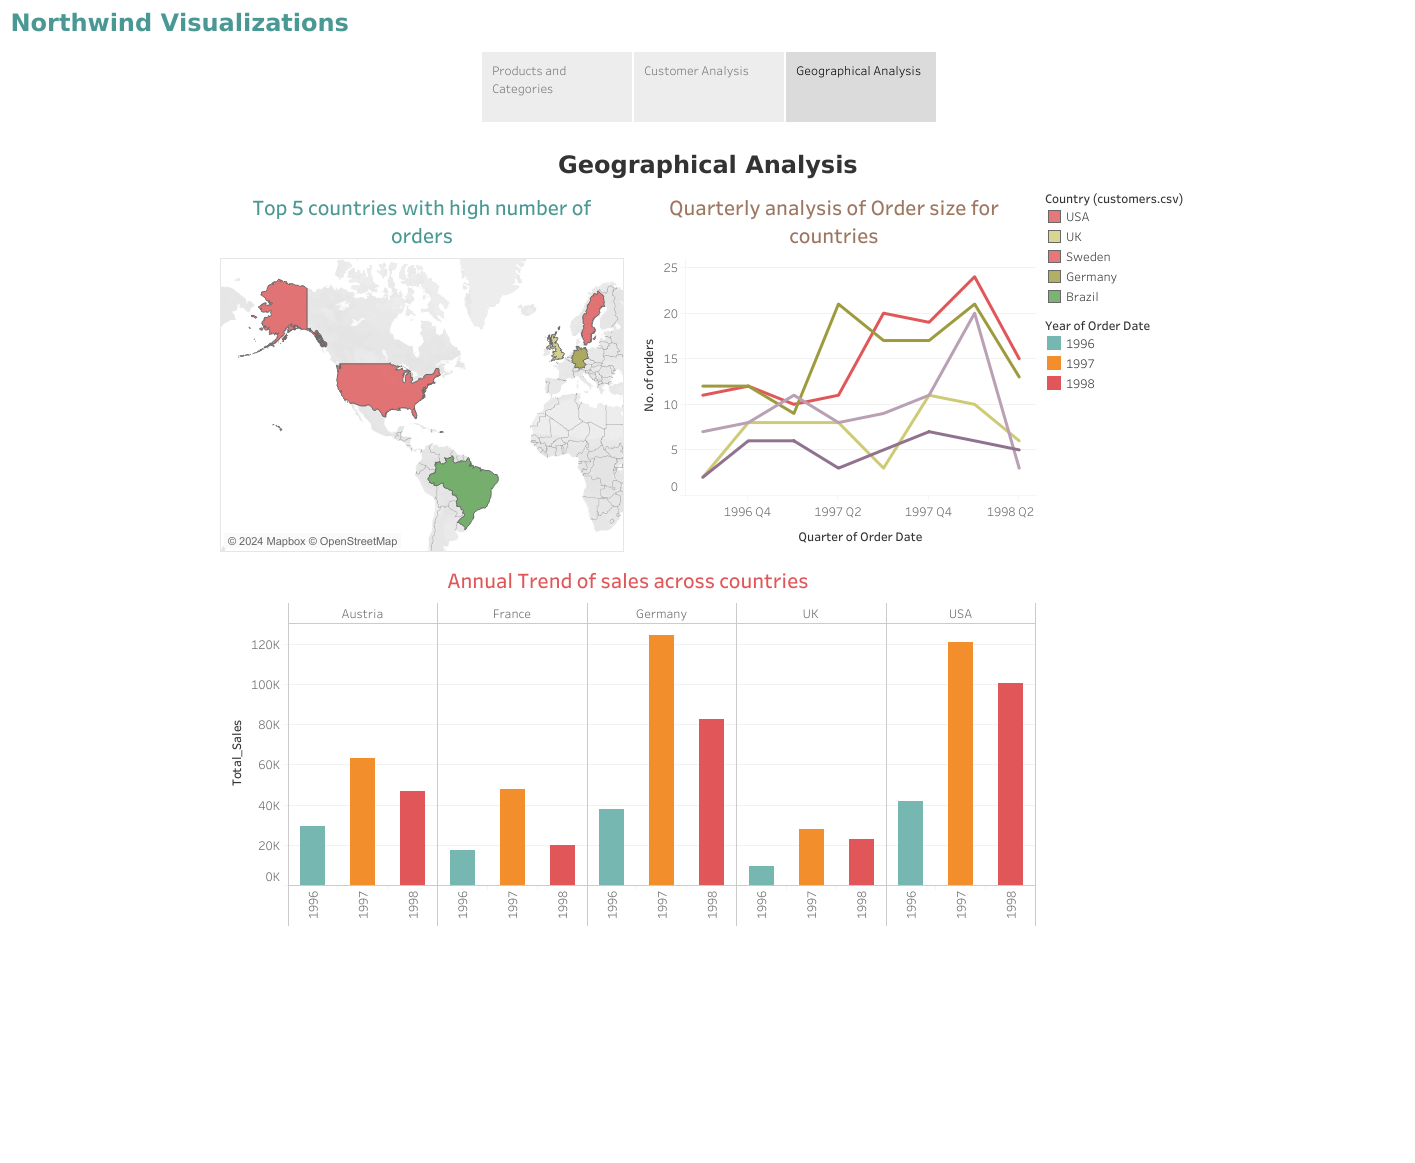 Northwind Visualizations
Products and
Categories
Customer Analysis
Geographical Analysis
Geographical Analysis
Top 5 countries with high number of
orders
© 2024 Mapbox © OpenStreetMap
Quarterly analysis of Order size for
countries
25
20
15
10
5
0
No. of orders
1996 Q4
1997 Q2
1997 Q4
1998 Q2
Quarter of Order Date
Country (customers.csv)
USA
UK
Sweden
Germany
Brazil
Year of Order Date
1996
1997
1998
Annual Trend of sales across countries
Austria
France
Germany
UK
USA
120K
100K
80K
60K
40K
20K
0K
Total_Sales
1996
1997
1998
1996
1997
1998
1996
1997
1998
1996
1997
1998
1996
1997
1998